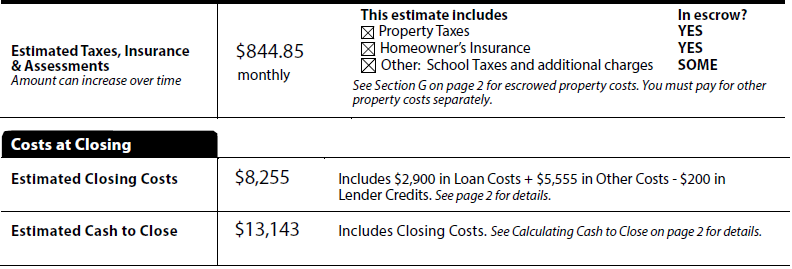 This estimate includes In escrow?
☒ Property Taxes YES
☒ Homeowner's Insurance YES
☒ Other: School Taxes and additional charges SOME
See Section G on page 2 for escrowed property costs. You must pay for other
property costs separately.
Estimated Taxes, Insurance
& Assessments
Amount can increase over time
$844.85
monthly
Costs at Closing
Estimated Closing Costs $8,255 Includes $2,900 in Loan Costs + $5,555 in Other Costs - $200 in
Lender Credits. See page 2 for details.
Estimated Cash to Close $13,143 Includes Closing Costs. See Calculating Cash to Close on page 2 for details.